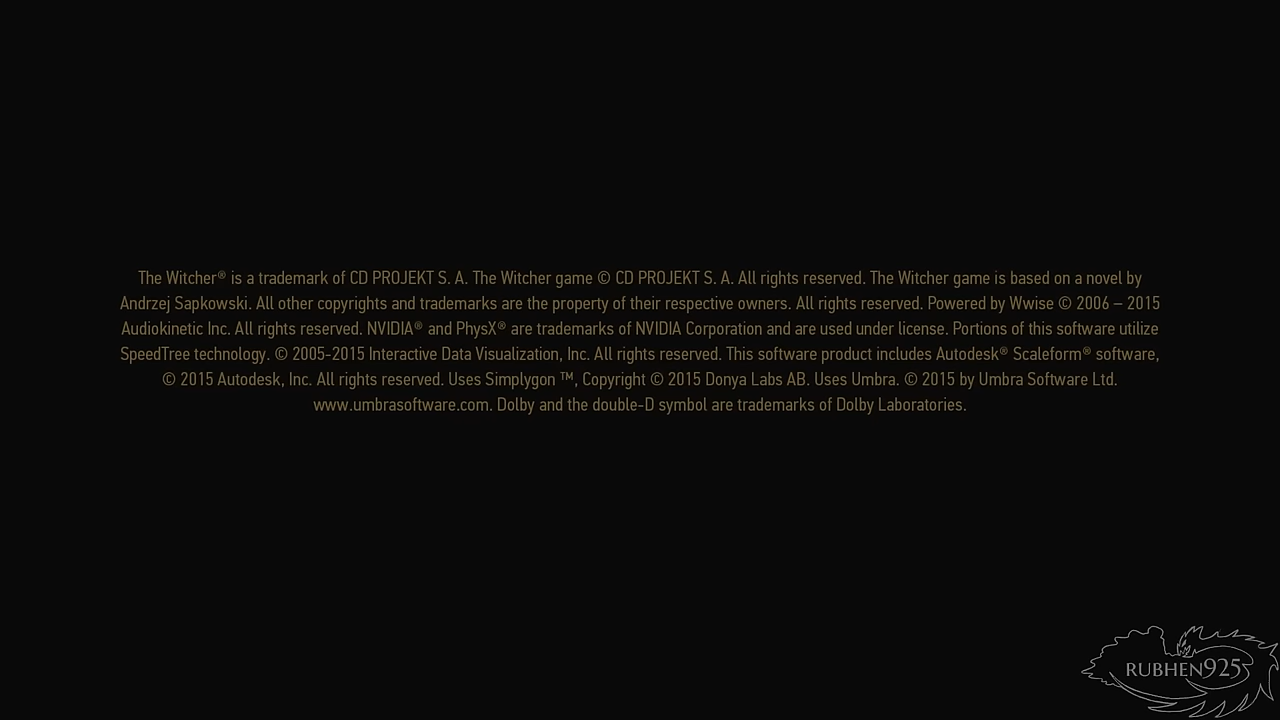 The Witcher® is a trademark of CD PROJEKT S. A. The Witcher game © CD PROJEKT S. A. All rights reserved. The Witcher game is based on a novel by
Andrzej Sapkowski. All other copyrights and trademarks are the property of their respective owners. All rights reserved. Powered by Wwise © 2006 – 2015
Audiokinetic Inc. All rights reserved. NVIDIA® and PhysX® are trademarks of NVIDIA Corporation and are used under license. Portions of this software utilize
SpeedTree technology. © 2005-2015 Interactive Data Visualization, Inc. All rights reserved. This software product includes Autodesk® Scaleform® software,
© 2015 Autodesk, Inc. All rights reserved. Uses Simplygon ™, Copyright © 2015 Donya Labs AB. Uses Umbra. © 2015 by Umbra Software Ltd.
www.umbrasoftware.com. Dolby and the double-D symbol are trademarks of Dolby Laboratories.
RUBHEN925